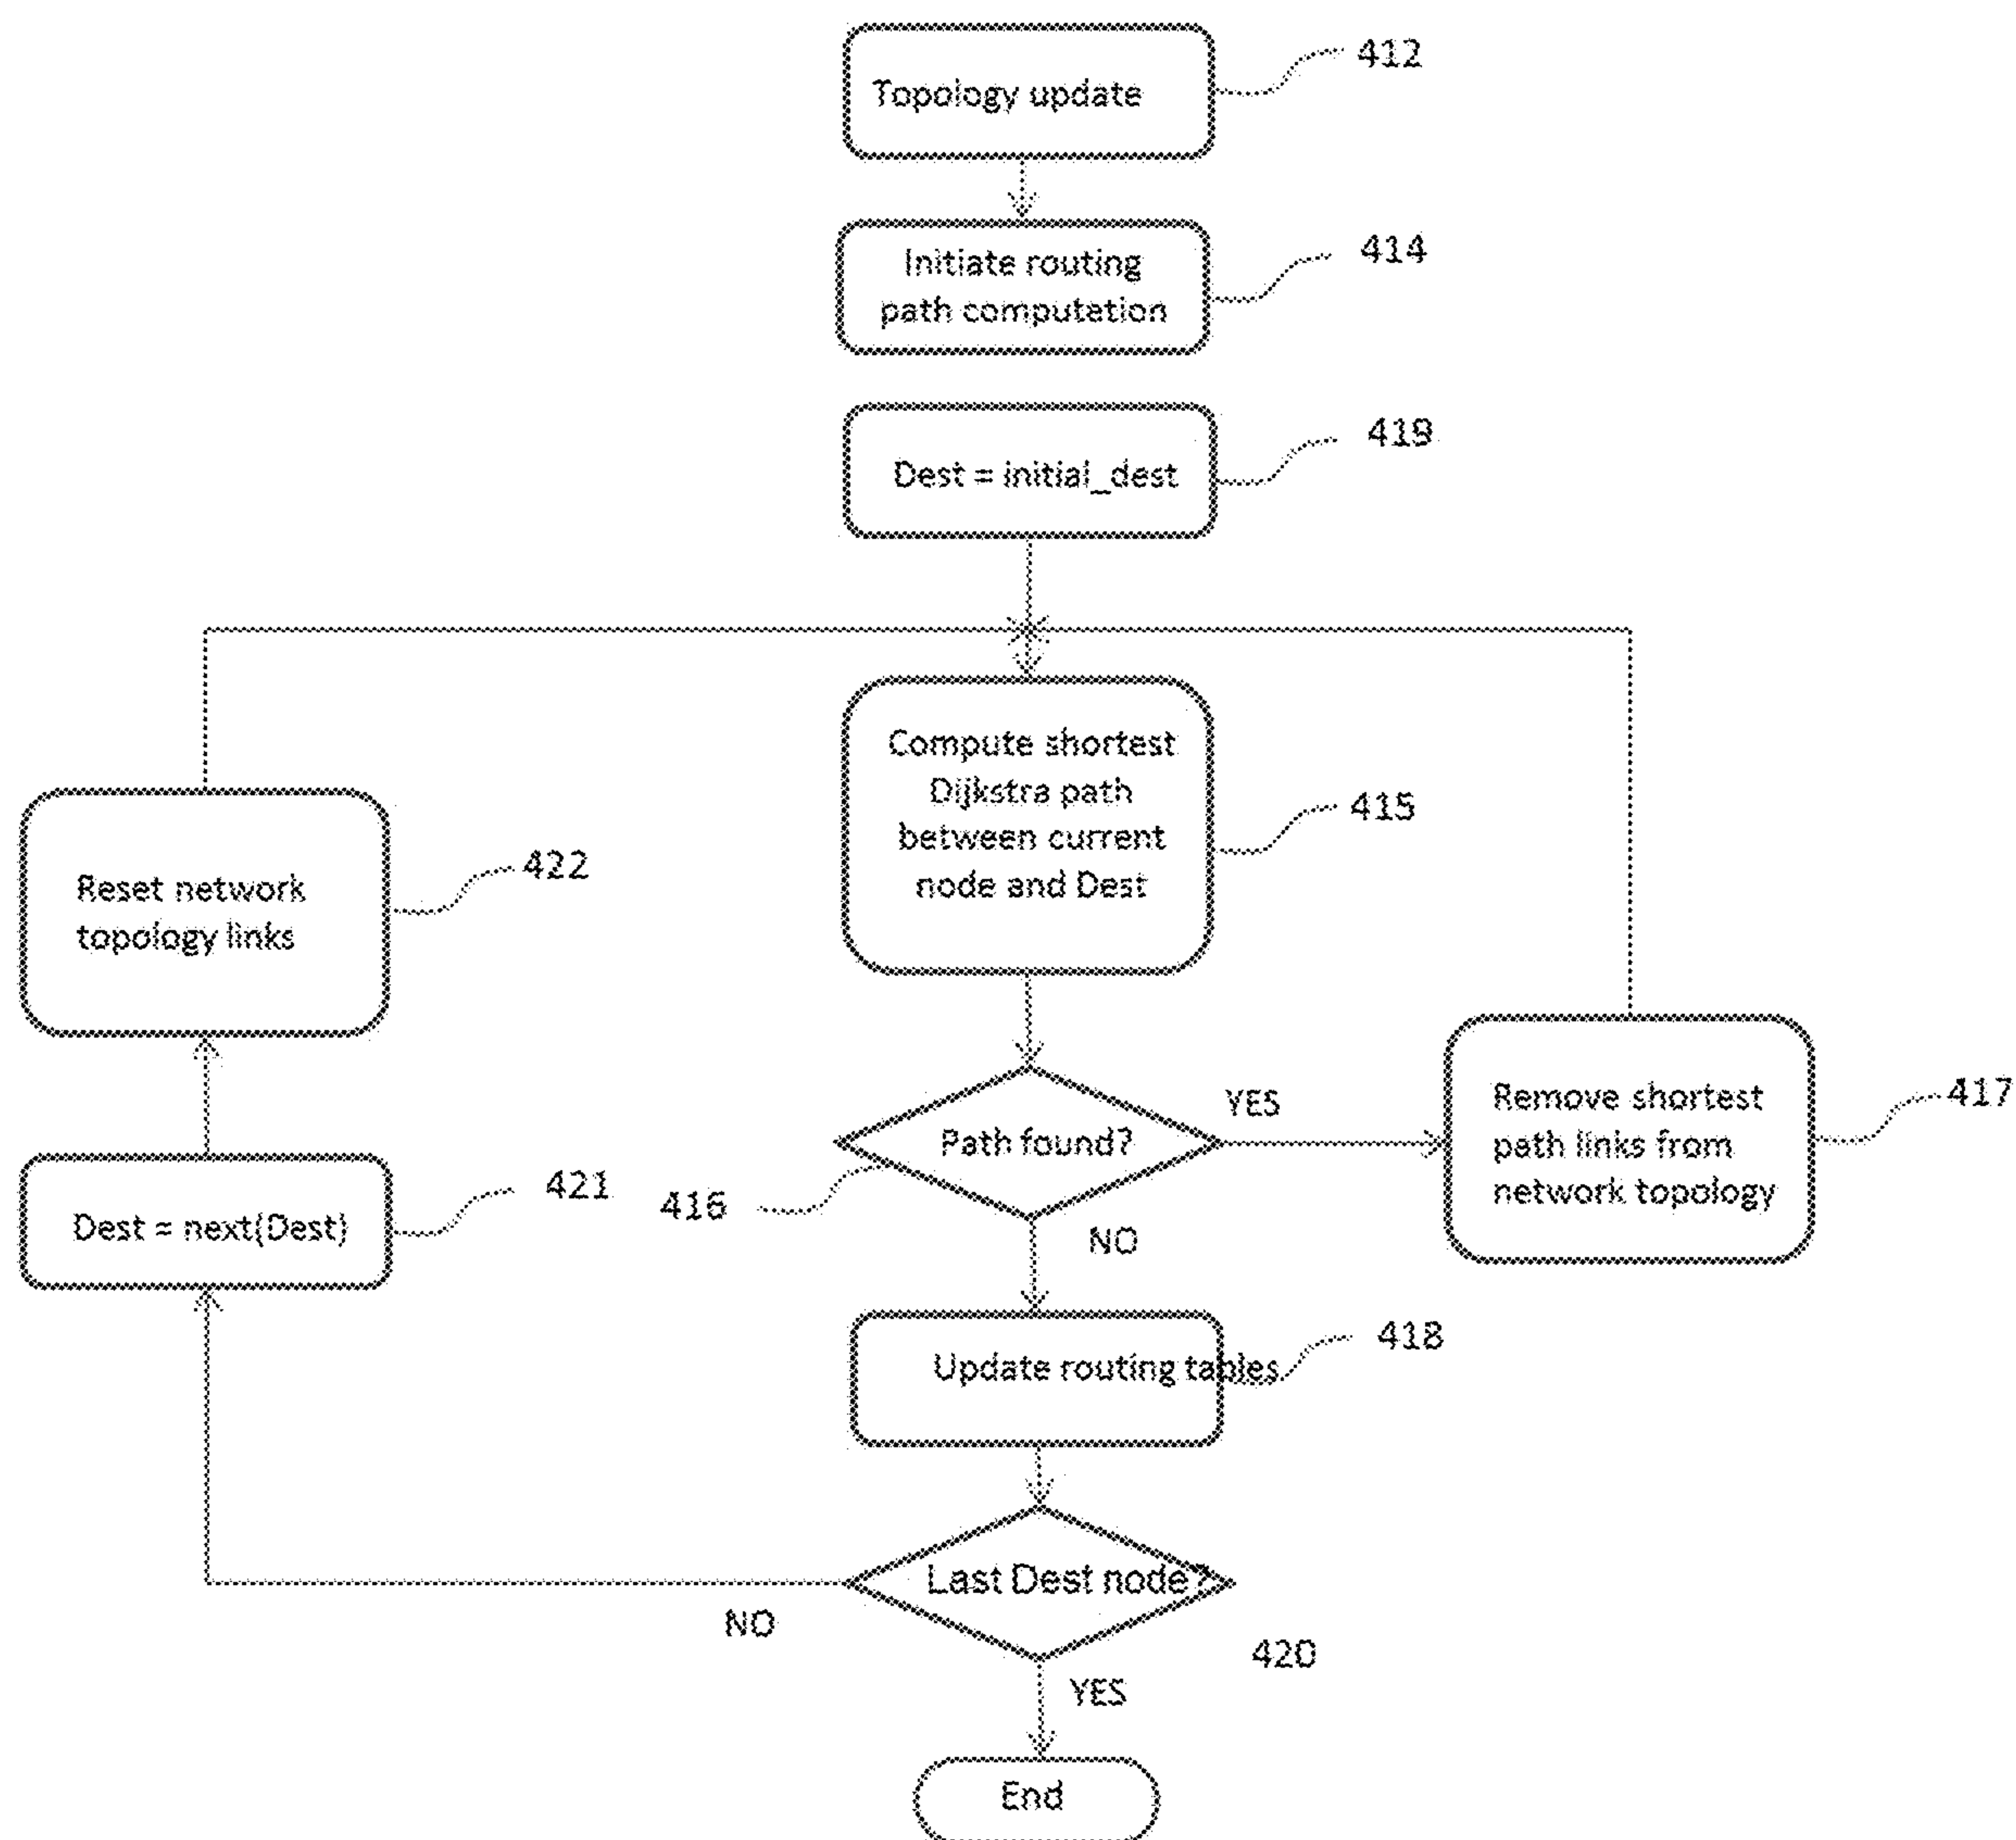 Topology update
412
Initiate routing
path computation
414
Dest = initial_dest
419
Compute shortest
Dijkstra path
between current
node and Dest
415
Reset network
topology links
422
Path found?
416
YES
NO
Remove shortest
path links from
network topology
417
Dest = next(Dest)
421
Update routing tables
418
Last Dest node?
420
NO
YES
End